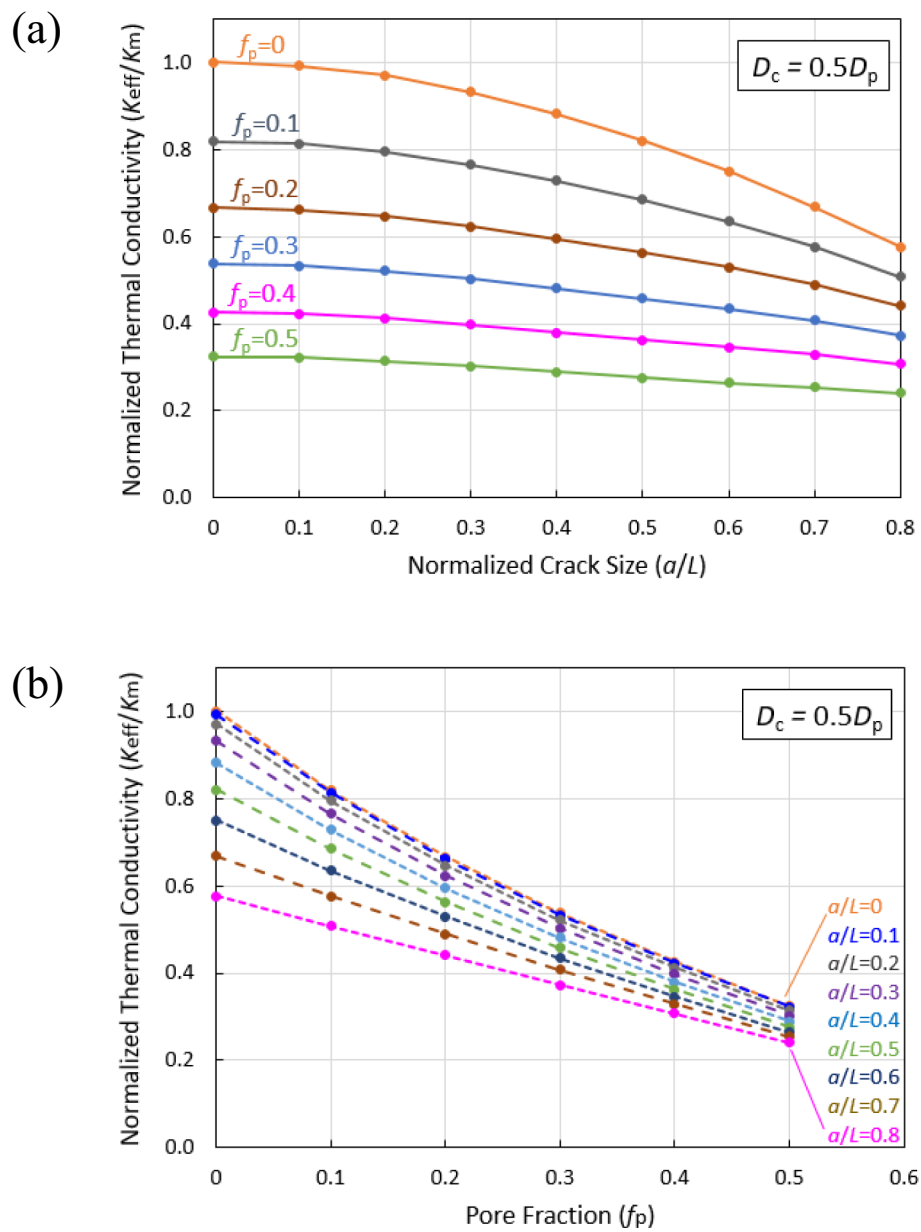 (a)
Normalized Thermal Conductivity (Keff/Km)
1.0
0.8
0.6
0.4
0.2
0.0
fp=0
fp=0.1
fp=0.2
fp=0.3
fp=0.4
fp=0.5
Dc = 0.5Dp
0 0.1 0.2 0.3 0.4 0.5 0.6 0.7 0.8
Normalized Crack Size (a/L)
(b)
Normalized Thermal Conductivity (Keff/Km)
1.0
0.8
0.6
0.4
0.2
0.0
Dc = 0.5Dp
a/L=0
a/L=0.1
a/L=0.2
a/L=0.3
a/L=0.4
a/L=0.5
a/L=0.6
a/L=0.7
a/L=0.8
0 0.1 0.2 0.3 0.4 0.5 0.6
Pore Fraction (fp)